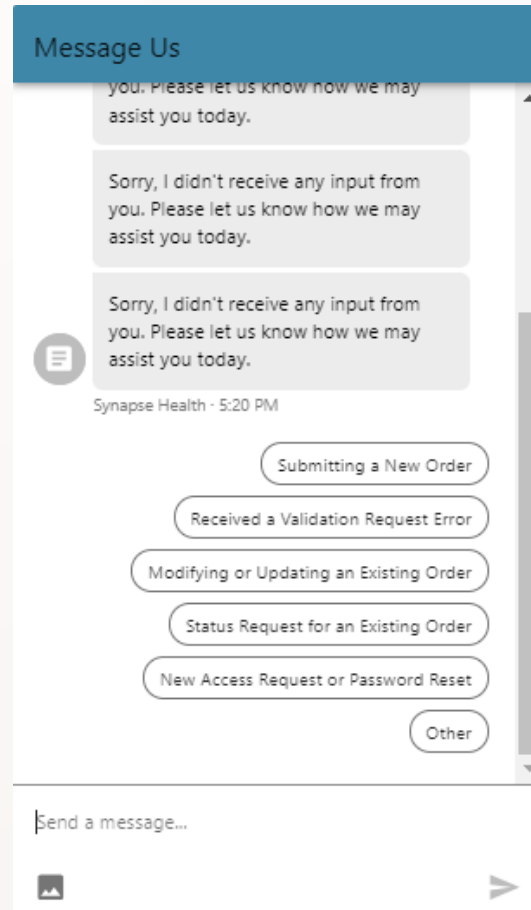 Message Us
you. Please let us know how we may
assist you today.
Sorry, I didn't receive any input from
you. Please let us know how we may
assist you today.
Sorry, I didn't receive any input from
you. Please let us know how we may
assist you today.
Synapse Health · 5:20 PM
Submitting a New Order
Received a Validation Request Error
Modifying or Updating an Existing Order
Status Request for an Existing Order
New Access Request or Password Reset
Other
Send a message...